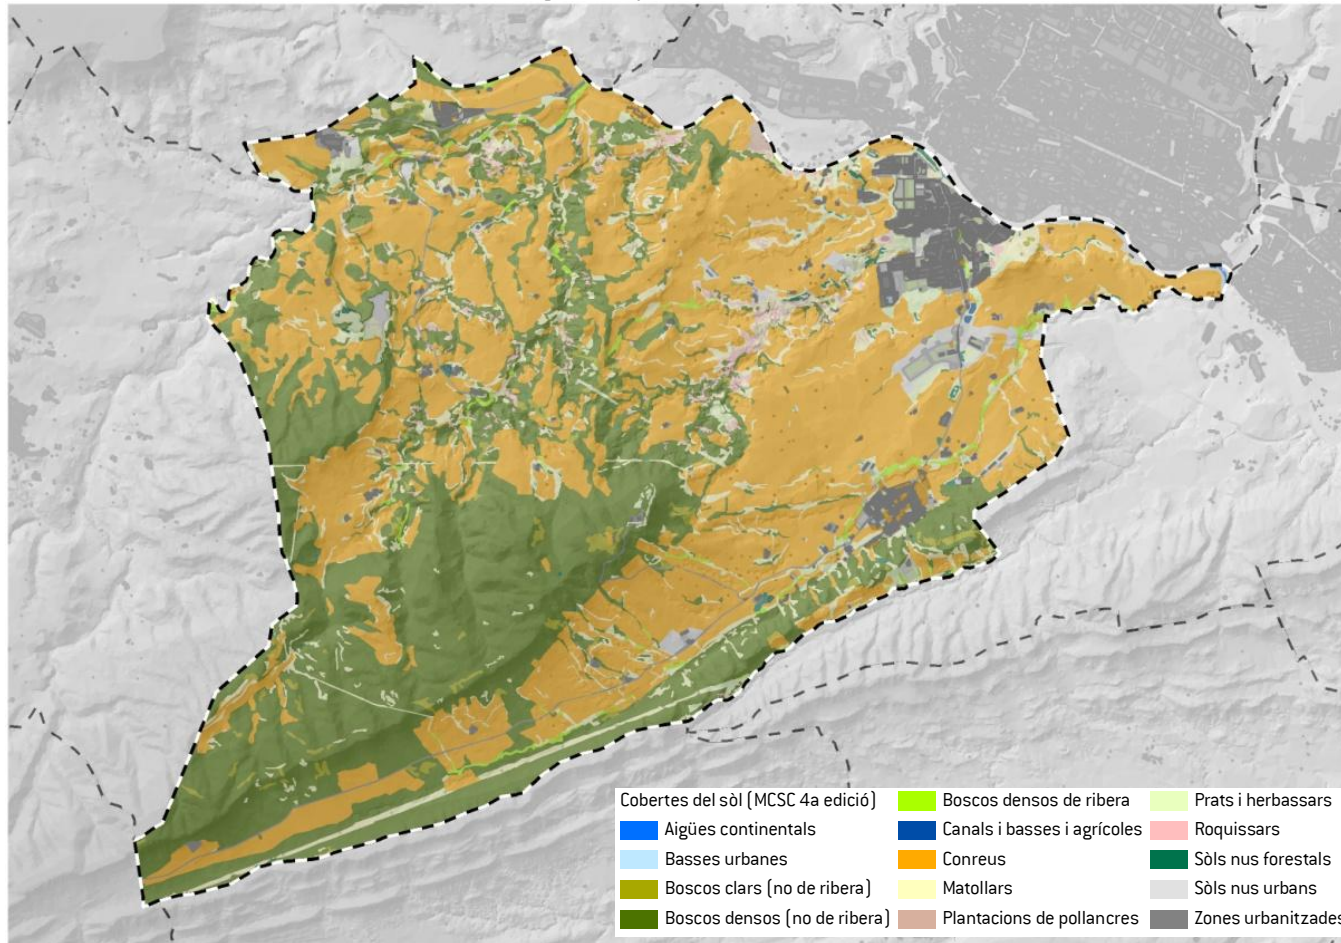 Cobertes del sòl (MCSC 4a edició)
Aigües continentals
Basses urbanes
Boscos clars (no de ribera)
Boscos densos (no de ribera)
Boscos densos de ribera
Canals i basses i agrícoles
Conreus
Matollars
Plantacions de pollancres
Prats i herbassars
Roquissars
Sòls nus forestals
Sòls nus urbans
Zones urbanitzades